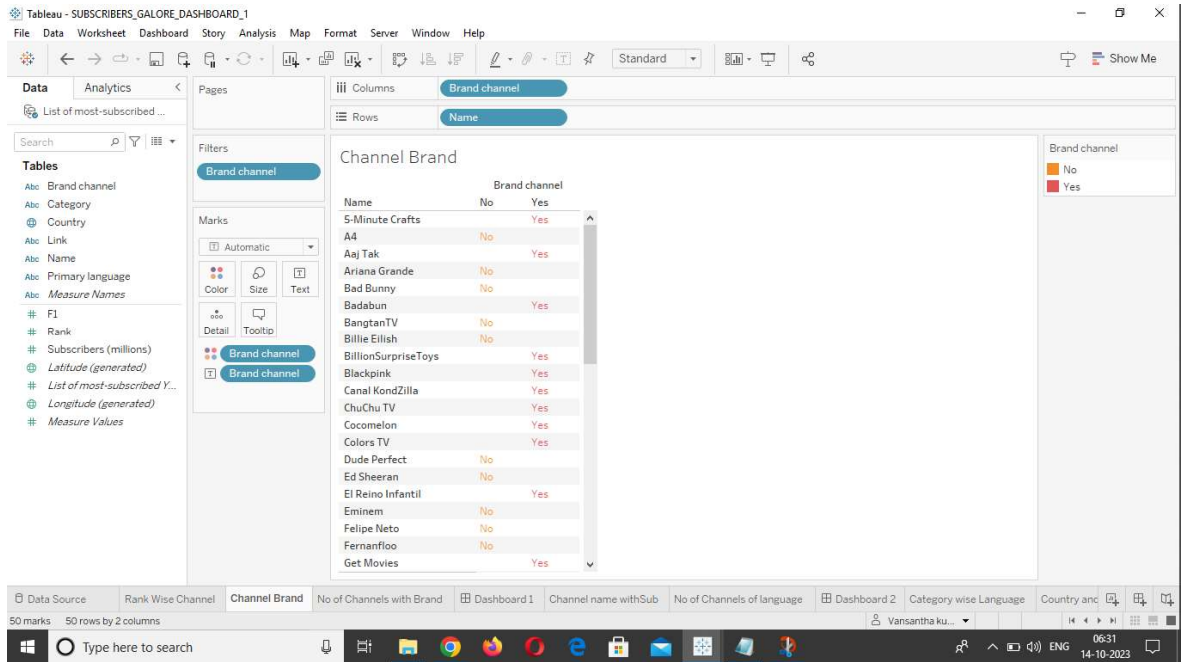 Tableau - SUBSCRIBERS_GALORE_DASHBOARD_1
File Data Worksheet Dashboard Story Analysis Map Format Server Window Help
Standard
Show Me
Data Analytics
List of most-subscribed ...
Search
Tables
Abc Brand channel
Abc Category
Country
Abc Link
Abc Name
Abc Primary language
Abc Measure Names
# F1
# Rank
# Subscribers (millions)
Latitude (generated)
# List of most-subscribed Y...
Longitude (generated)
# Measure Values
Pages
Filters
Brand channel
Marks
Automatic
Color Size Text
Detail Tooltip
Brand channel
Brand channel
Columns Brand channel
Rows Name
Channel Brand
Brand channel
Name No Yes
5-Minute Crafts Yes
A4 No
Aaj Tak Yes
Ariana Grande No
Bad Bunny No
Badabun Yes
BangtanTV No
Billie Eilish No
BillionSurpriseToys Yes
Blackpink Yes
Canal KondZilla Yes
ChuChu TV Yes
Cocomelon Yes
Colors TV Yes
Dude Perfect No
Ed Sheeran No
El Reino Infantil Yes
Eminem No
Felipe Neto No
Fernanfloo No
Get Movies Yes
Brand channel
No
Yes
Data Source Rank Wise Channel Channel Brand No of Channels with Brand Dashboard 1 Channel name withSub No of Channels of language Dashboard 2 Category wise Language Country and
50 marks 50 rows by 2 columns Vansantha ku...
Type here to search
ENG
06:31
14-10-2023